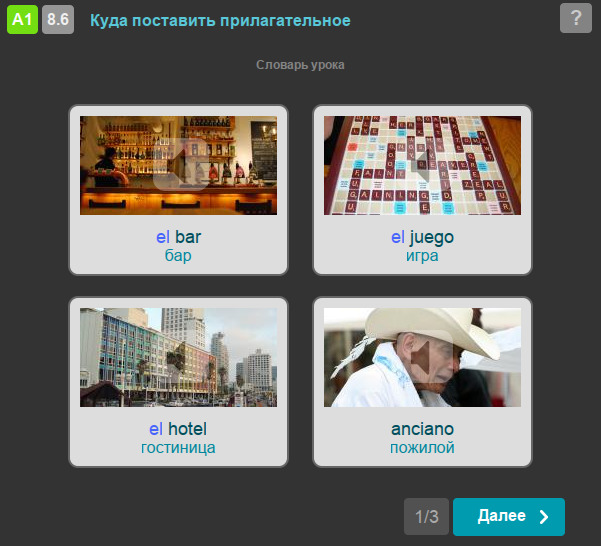 A1 8.6 Куда поставить прилагательное ?
Словарь урока
el bar
бар
el juego
игра
el hotel
гостиница
anciano
пожилой
1/3 Далее